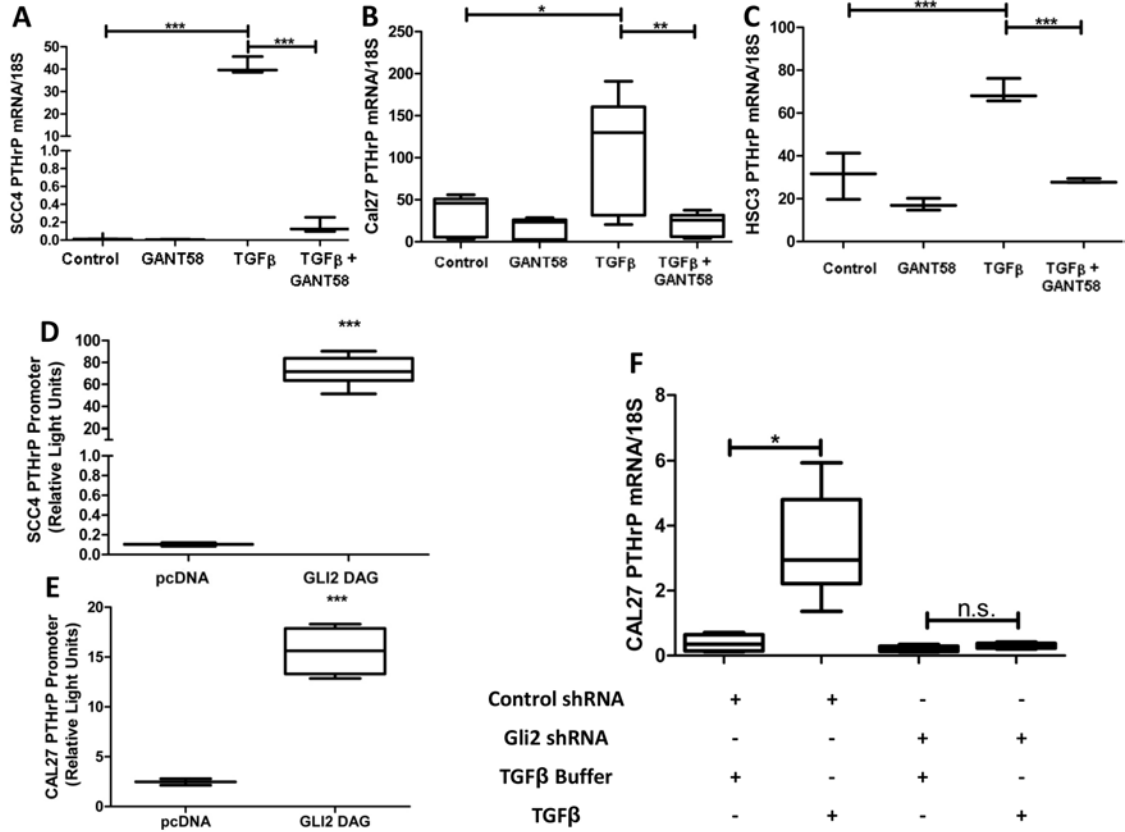 A
SCC4 PTHrP mRNA/18S
50
40
30
20
10
1.0
0.8
0.6
0.4
0.2
0.0
***
***
Control
GANT58
TGFβ
TGFβ +
GANT58
B
Cal27 PTHrP mRNA/18S
250
200
150
100
50
0
*
**
Control
GANT58
TGFβ
TGFβ +
GANT58
C
HSC3 PTHrP mRNA/18S
100
80
60
40
20
0
***
***
Control
GANT58
TGFβ
TGFβ +
GANT58
D
SCC4 PTHrP Promoter
(Relative Light Units)
100
80
60
40
20
1.0
0.8
0.6
0.4
0.2
0.0
***
pcDNA
GLI2 DAG
E
CAL27 PTHrP Promoter
(Relative Light Units)
20
15
10
5
0
***
pcDNA
GLI2 DAG
F
CAL27 PTHrP mRNA/18S
8
6
4
2
0
*
n.s.
Control shRNA + + - -
Gli2 shRNA - - + +
TGFβ Buffer + - + -
TGFβ - + - +